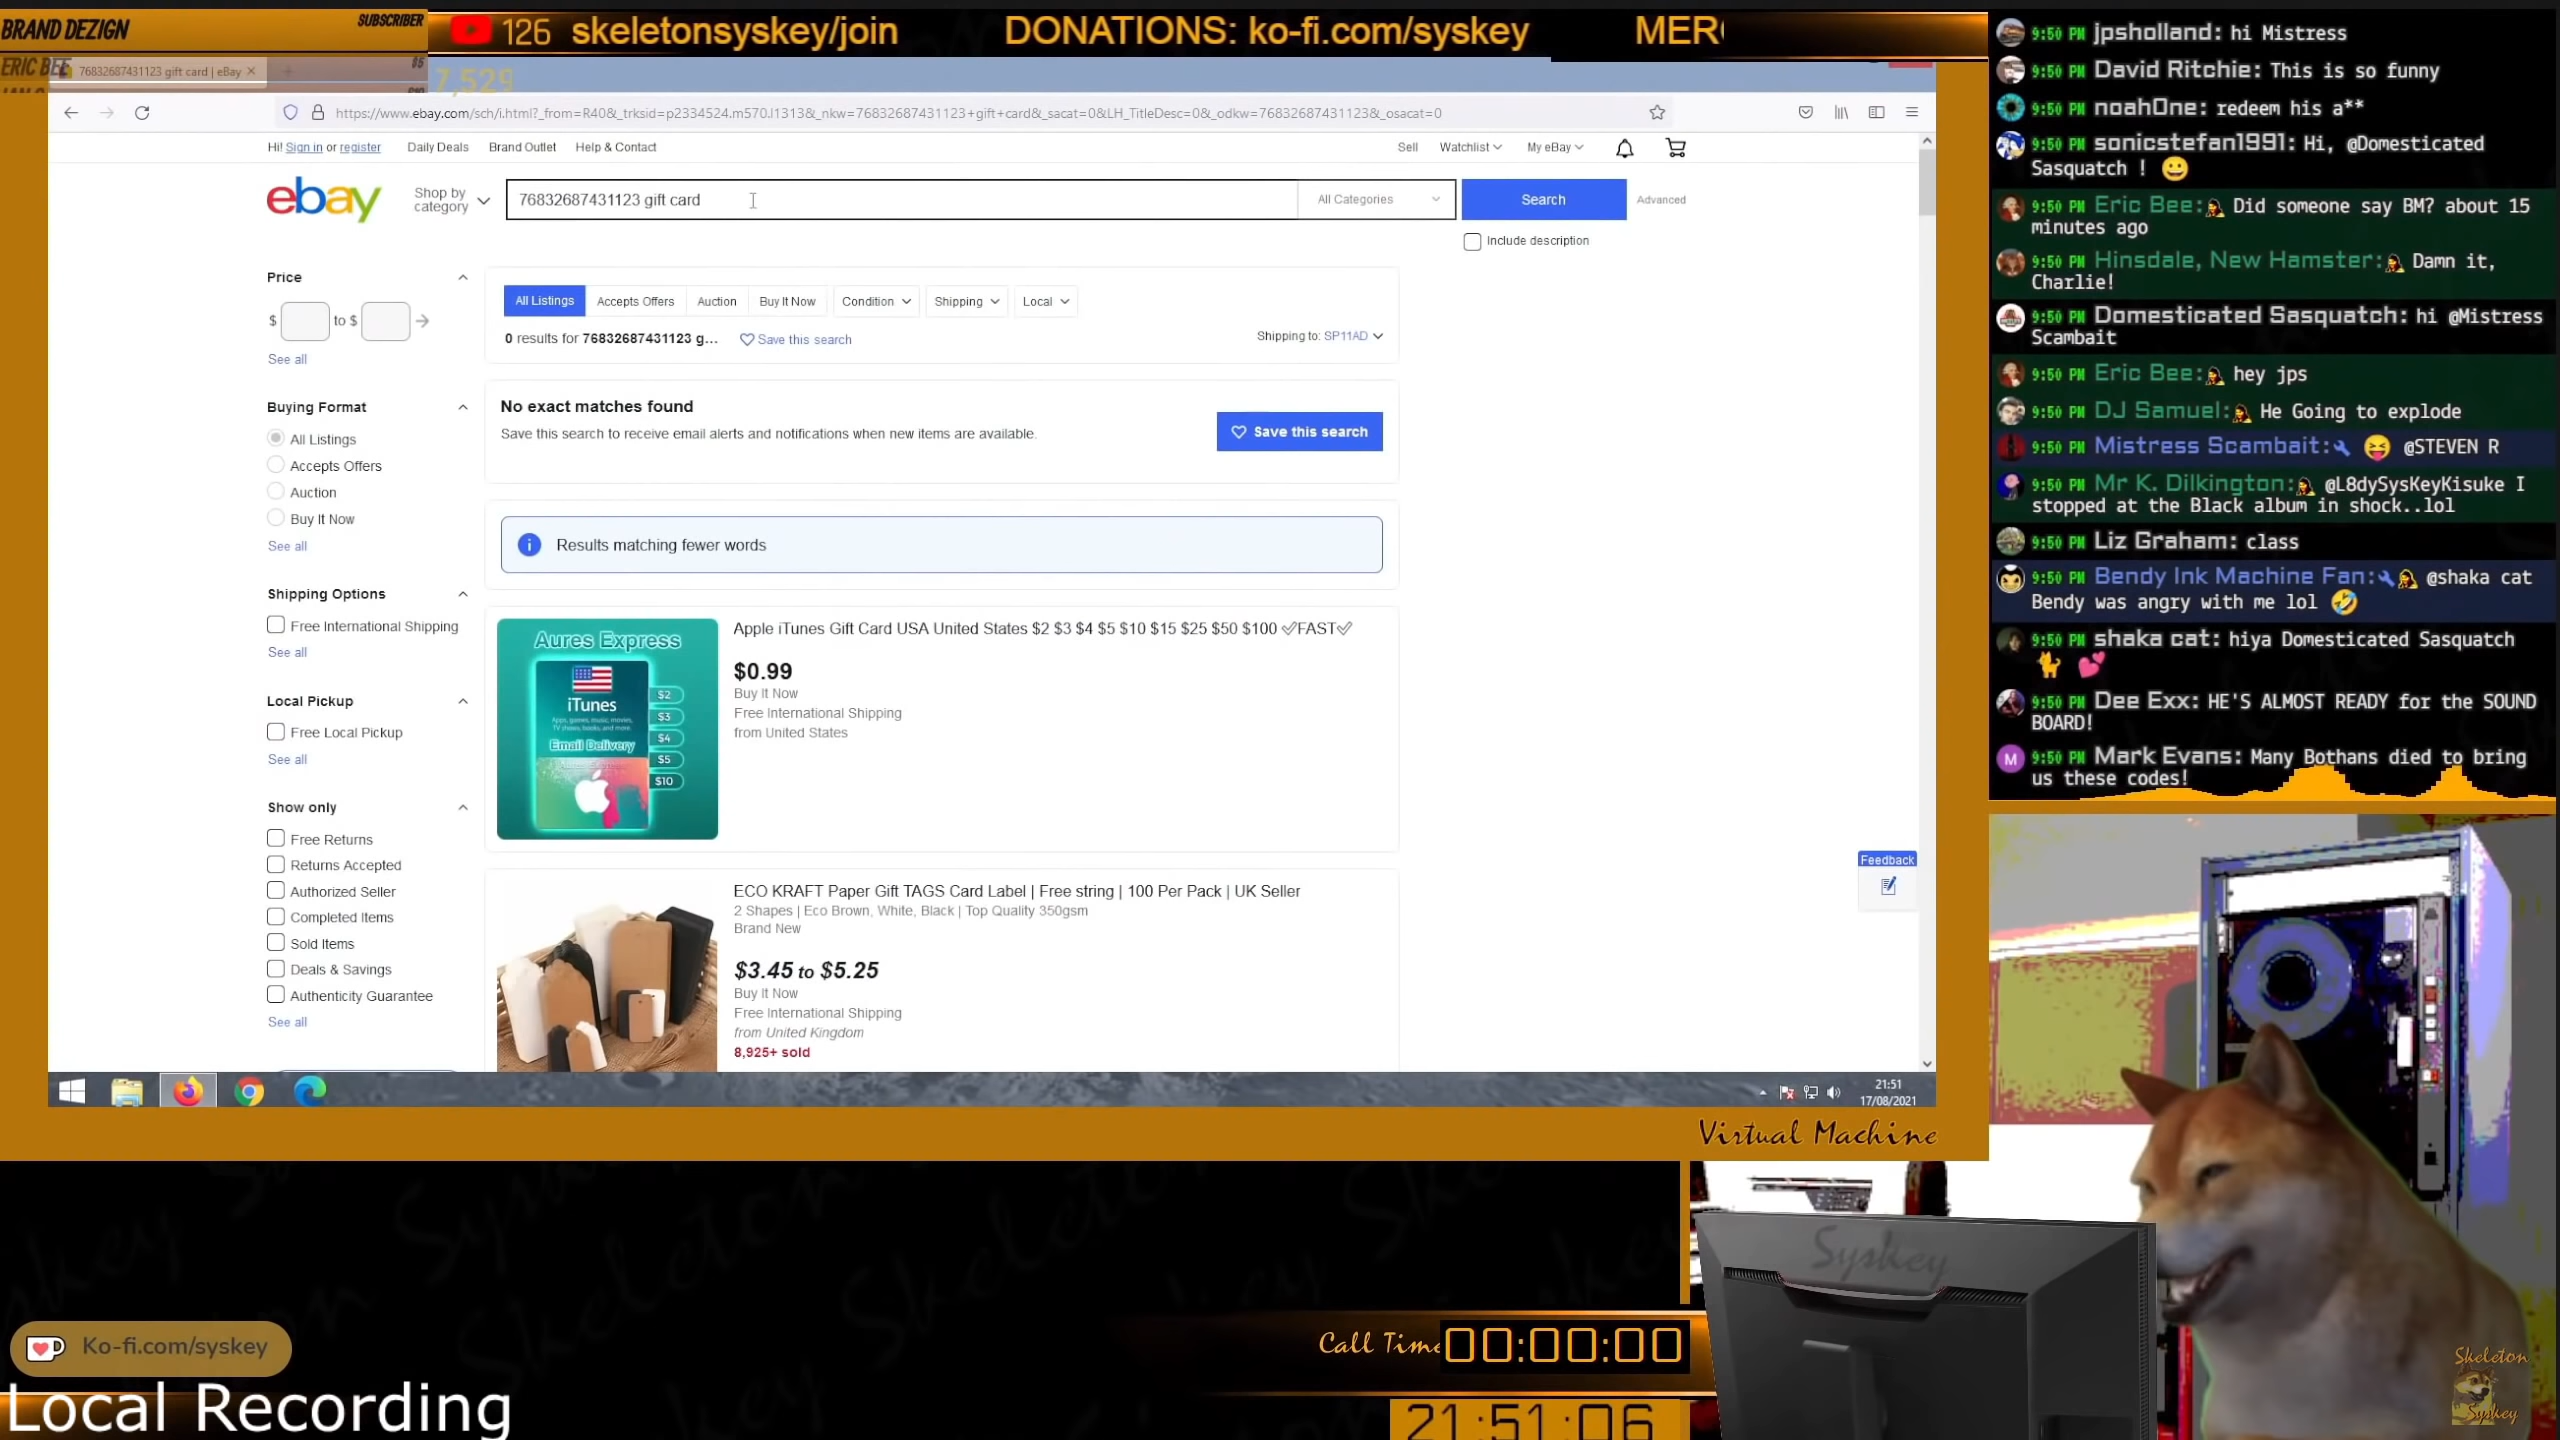 BRAND DEZIGN
SUBSCRIBER
126
skeletonsyskey/join
DONATIONS: ko-fi.com/syskey
ERIC BEE
$5
7,529
76832687431123 gift card | eBay
https://www.ebay.com/sch/i.html?_from=R40&_trksid=p2334524.m570.l1313&_nkw=76832687431123+gift+card&_sacat=0&LH_TitleDesc=0&_odkw=76832687431123&_osacat=0
Hi! Sign in or register
Daily Deals
Brand Outlet
Help & Contact
Sell
Watchlist
My eBay
ebay
Shop by
category
76832687431123 gift card
All Categories
Search
Advanced
Include description
Price
$ to $
See all
Buying Format
All Listings
Accepts Offers
Auction
Buy It Now
See all
Shipping Options
Free International Shipping
See all
Local Pickup
Free Local Pickup
See all
Show only
Free Returns
Returns Accepted
Authorized Seller
Completed Items
Sold Items
Deals & Savings
Authenticity Guarantee
See all
All Listings
Accepts Offers
Auction
Buy It Now
Condition
Shipping
Local
0 results for 76832687431123 g...
Save this search
Shipping to: SP11AD
No exact matches found
Save this search to receive email alerts and notifications when new items are available.
Save this search
Results matching fewer words
Aures Express
iTunes
Apps, games, music, movies,
TV shows, books, and more.
Email Delivery
$2
$3
$4
$5
$10
Apple iTunes Gift Card USA United States $2 $3 $4 $5 $10 $15 $25 $50 $100 ✅FAST✅
$0.99
Buy It Now
Free International Shipping
from United States
ECO KRAFT Paper Gift TAGS Card Label | Free string | 100 Per Pack | UK Seller
2 Shapes | Eco Brown, White, Black | Top Quality 350gsm
Brand New
$3.45 to $5.25
Buy It Now
Free International Shipping
from United Kingdom
8,925+ sold
Feedback
21:51
17/08/2021
Virtual Machine
9:50 PM jpsholland: hi Mistress
9:50 PM David Ritchie: This is so funny
9:50 PM noahOne: redeem his a**
9:50 PM sonicstefan1991: Hi, @Domesticated
Sasquatch ! 😀
9:50 PM Eric Bee: Did someone say BM? about 15
minutes ago
9:50 PM Hinsdale, New Hamster: Damn it,
Charlie!
9:50 PM Domesticated Sasquatch: hi @Mistress
Scambait
9:50 PM Eric Bee: hey jps
9:50 PM DJ Samuel: He Going to explode
9:50 PM Mistress Scambait: 😝 @STEVEN R
9:50 PM Mr K. Dilkington: @L8dySysKeyKisuke I
stopped at the Black album in shock..lol
9:50 PM Liz Graham: class
9:50 PM Bendy Ink Machine Fan: @shaka cat
Bendy was angry with me lol 🤣
9:50 PM shaka cat: hiya Domesticated Sasquatch
🐈 💕
9:50 PM Dee Exx: HE'S ALMOST READY for the SOUND
BOARD!
M 9:50 PM Mark Evans: Many Bothans died to bring
us these codes!
Syskey
Ko-fi.com/syskey
Local Recording
Call Time
00:00:00
21:51:06
Skeleton
Syskey